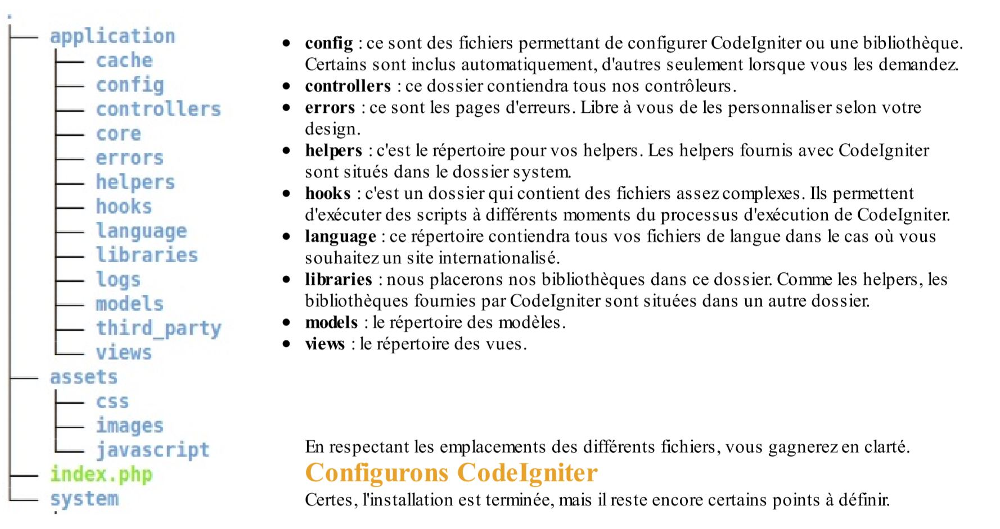 .
application
cache
config
controllers
core
errors
helpers
hooks
language
libraries
logs
models
third_party
views
assets
css
images
javascript
index.php
system
• config : ce sont des fichiers permettant de configurer CodeIgniter ou une bibliothèque.
Certains sont inclus automatiquement, d'autres seulement lorsque vous les demandez.
• controllers : ce dossier contiendra tous nos contrôleurs.
• errors : ce sont les pages d'erreurs. Libre à vous de les personnaliser selon votre
design.
• helpers : c'est le répertoire pour vos helpers. Les helpers fournis avec CodeIgniter
sont situés dans le dossier system.
• hooks : c'est un dossier qui contient des fichiers assez complexes. Ils permettent
d'exécuter des scripts à différents moments du processus d'exécution de CodeIgniter.
• language : ce répertoire contiendra tous vos fichiers de langue dans le cas où vous
souhaitez un site internationalisé.
• libraries : nous placerons nos bibliothèques dans ce dossier. Comme les helpers, les
bibliothèques fournies par CodeIgniter sont situées dans un autre dossier.
• models : le répertoire des modèles.
• views : le répertoire des vues.
En respectant les emplacements des différents fichiers, vous gagnerez en clarté.
Configurons CodeIgniter
Certes, l'installation est terminée, mais il reste encore certains points à définir.